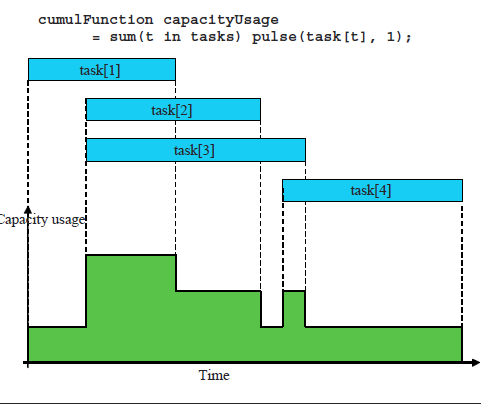 cumulFunction capacityUsage
= sum(t in tasks) pulse(task[t], 1);
task[1]
task[2]
task[3]
task[4]
Capacity usage
Time